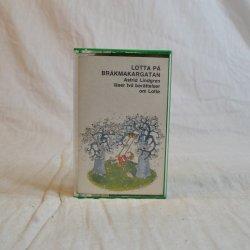 LOTTA PÅ
BRÅKMAKARGATAN
Astrid Lindgren
läser två berättelser
om Lotta